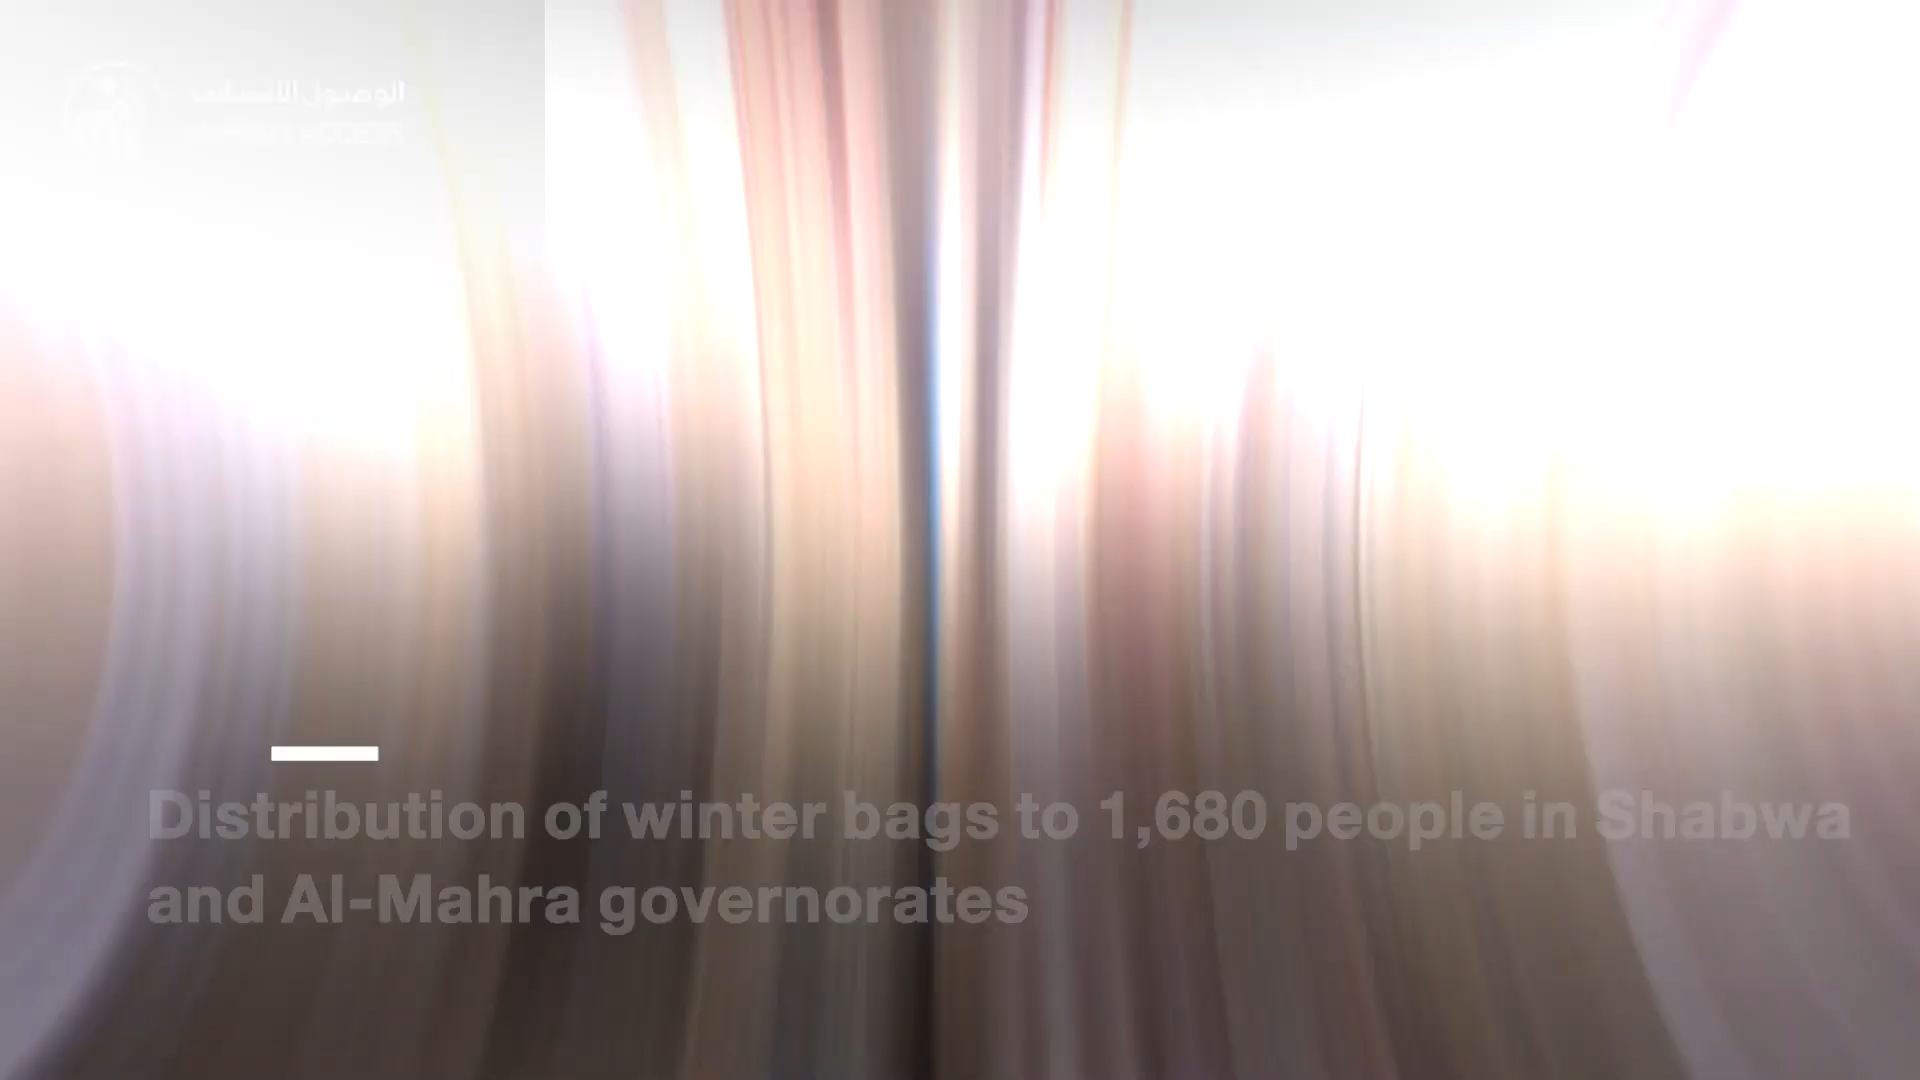 الوصول الإنساني
Distribution of winter bags to 1,680 people in Shabwa
and Al-Mahra governorates